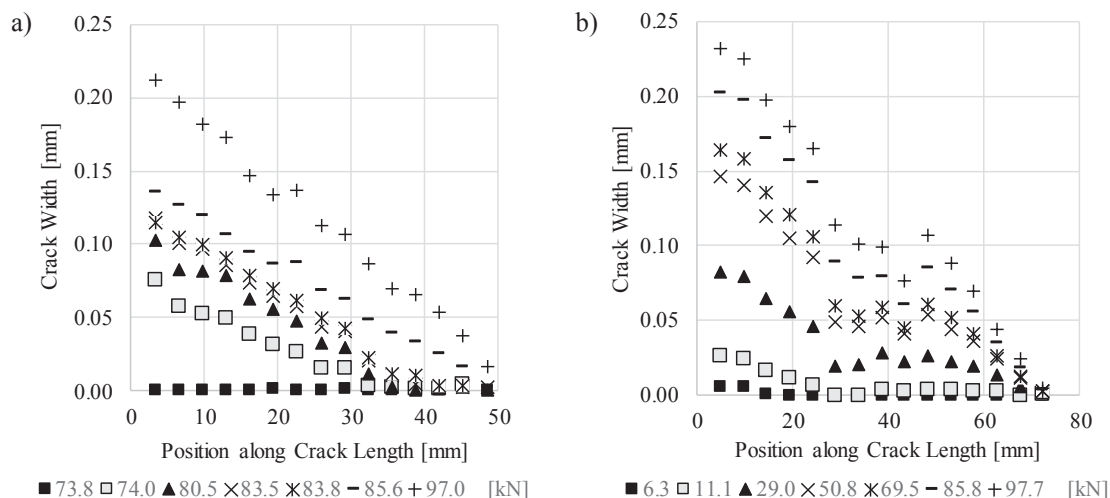 a)
0.25
0.20
0.15
0.10
0.05
0.00
Crack Width [mm]
0 10 20 30 40 50
Position along Crack Length [mm]
73.8 74.0 80.5 83.5 83.8 85.6 97.0 [kN]
b)
0.25
0.20
0.15
0.10
0.05
0.00
Crack Width [mm]
0 20 40 60 80
Position along Crack Length [mm]
6.3 11.1 29.0 50.8 69.5 85.8 97.7 [kN]